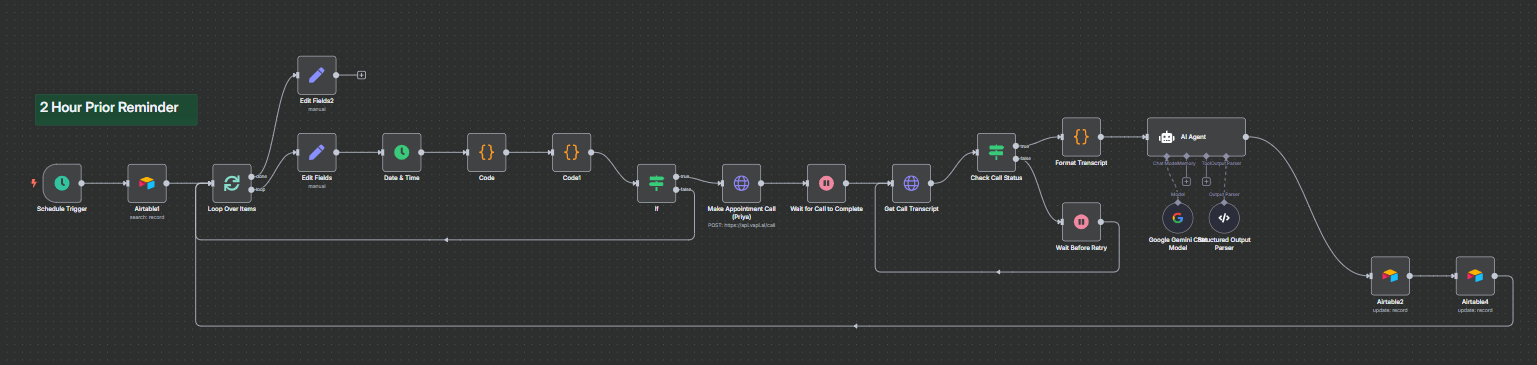 2 Hour Prior Reminder
Schedule Trigger
Airtable1
search: record
Loop Over Items
done
loop
Edit Fields2
manual
Edit Fields
manual
Date & Time
Code
Code1
If
true
false
Make Appointment Call
(Priya)
POST: https://api.vapi.ai/call
Wait for Call to Complete
Get Call Transcript
Check Call Status
true
false
Format Transcript
Wait Before Retry
AI Agent
Chat Model
Memory
Tool
Output Parser
Model
Output Parser
Google Gemini Chat
Model
Structured Output
Parser
Airtable2
update: record
Airtable4
update: record